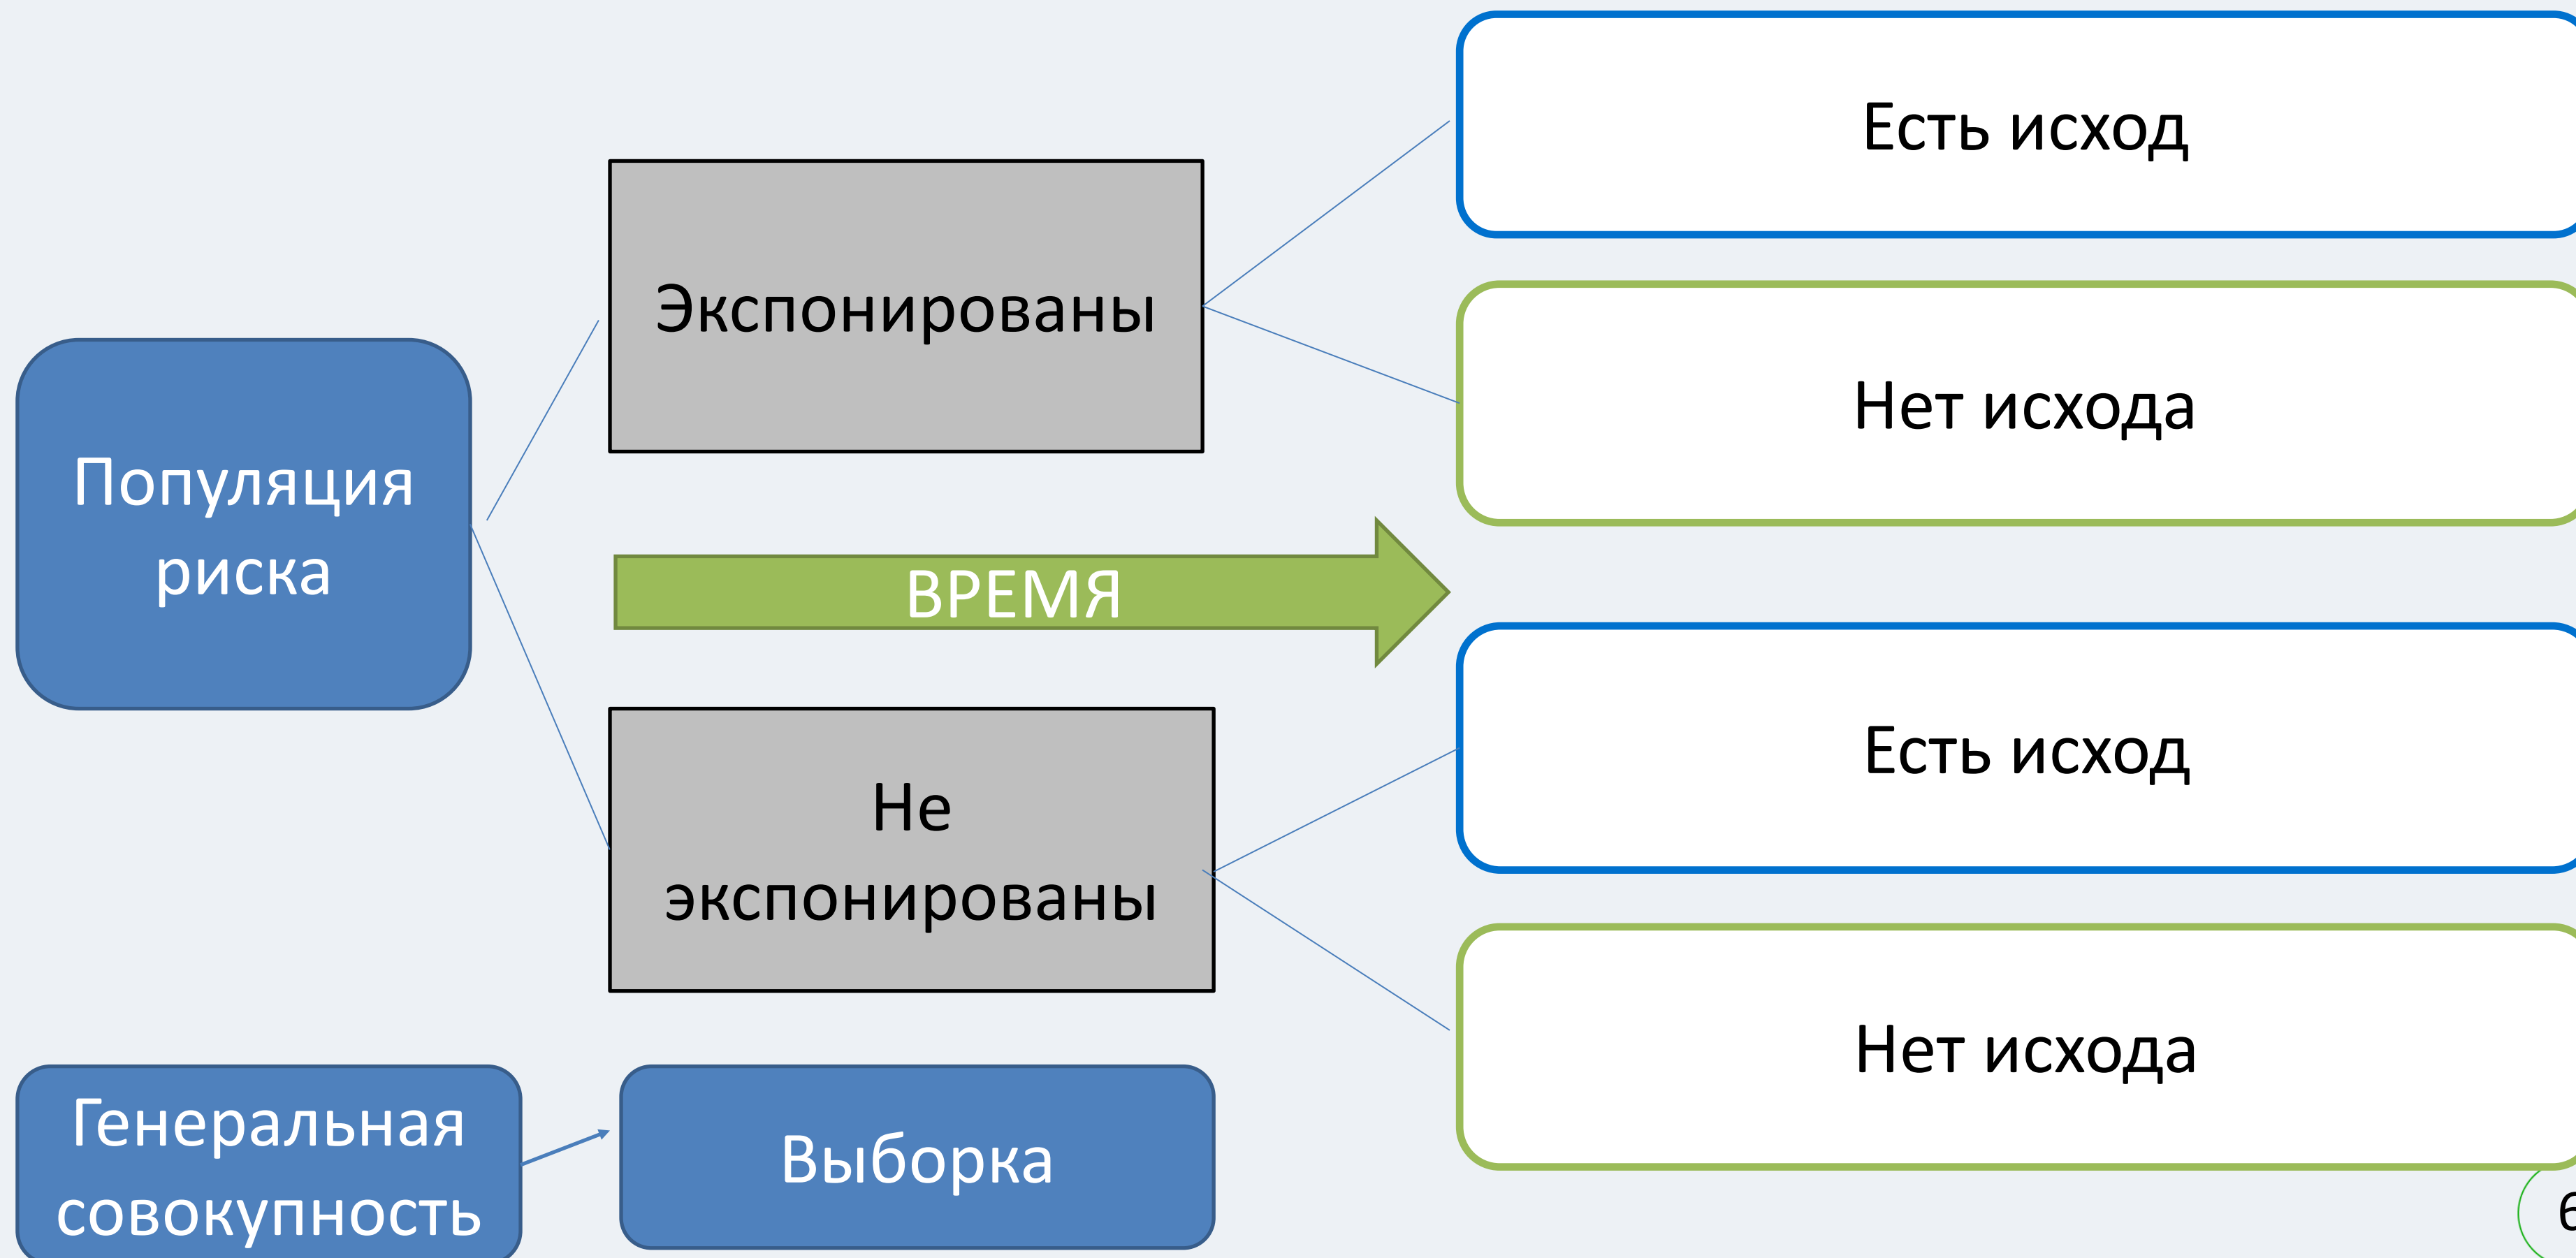 Есть исход
Экспонированы
Нет исхода
Популяция
риска
ВРЕМЯ
Есть исход
Не
экспонированы
Нет исхода
Генеральная
совокупность
Выборка